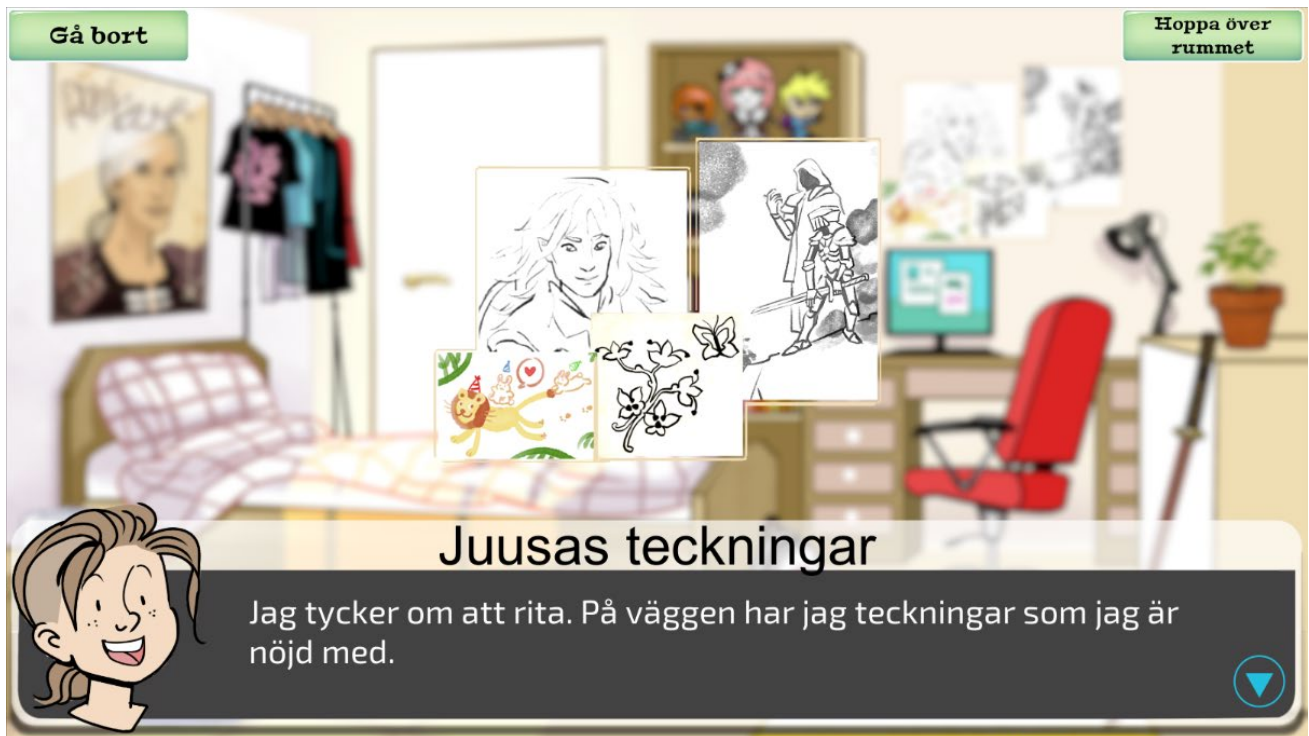 Gå bort
Hoppa över
rummet
Juusas teckningar
Jag tycker om att rita. På väggen har jag teckningar som jag är
nöjd med.